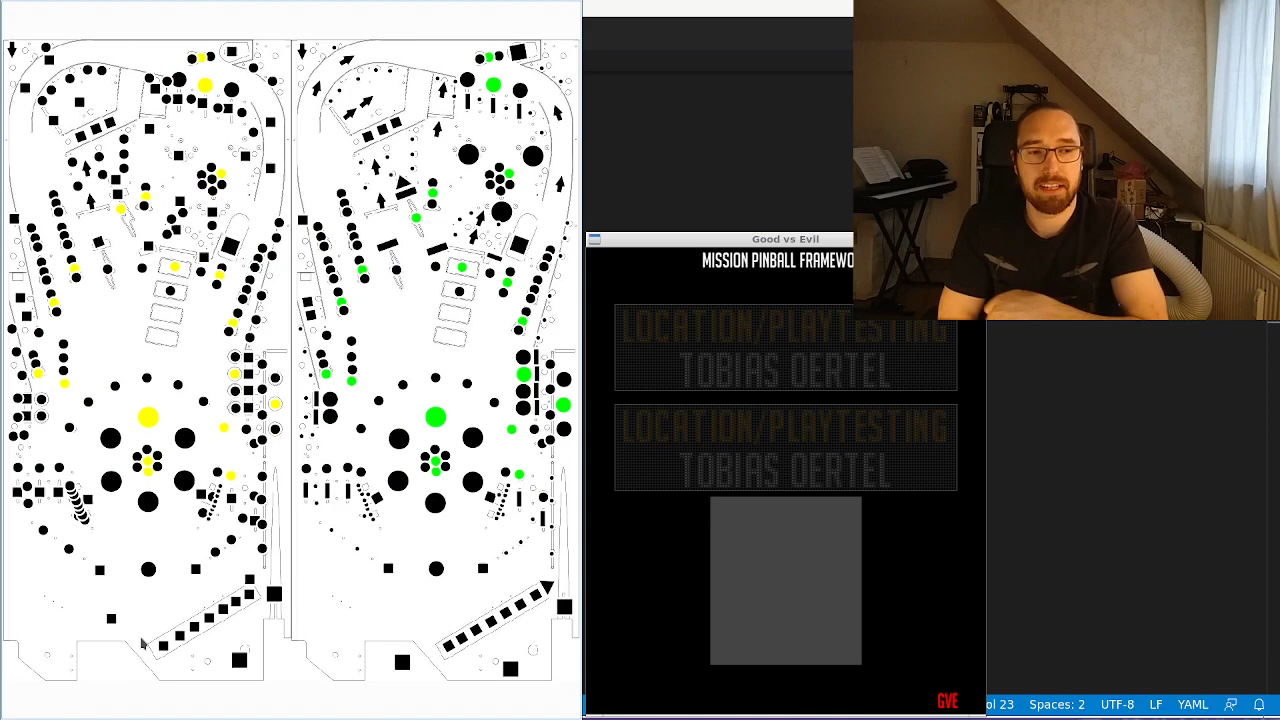 Good vs Evil
MISSION PINBALL FRAMEWO
LOCATION/PLAYTESTING
TOBIAS OERTEL
LOCATION/PLAYTESTING
TOBIAS OERTEL
GVE
ol 23 Spaces: 2 UTF-8 LF YAML